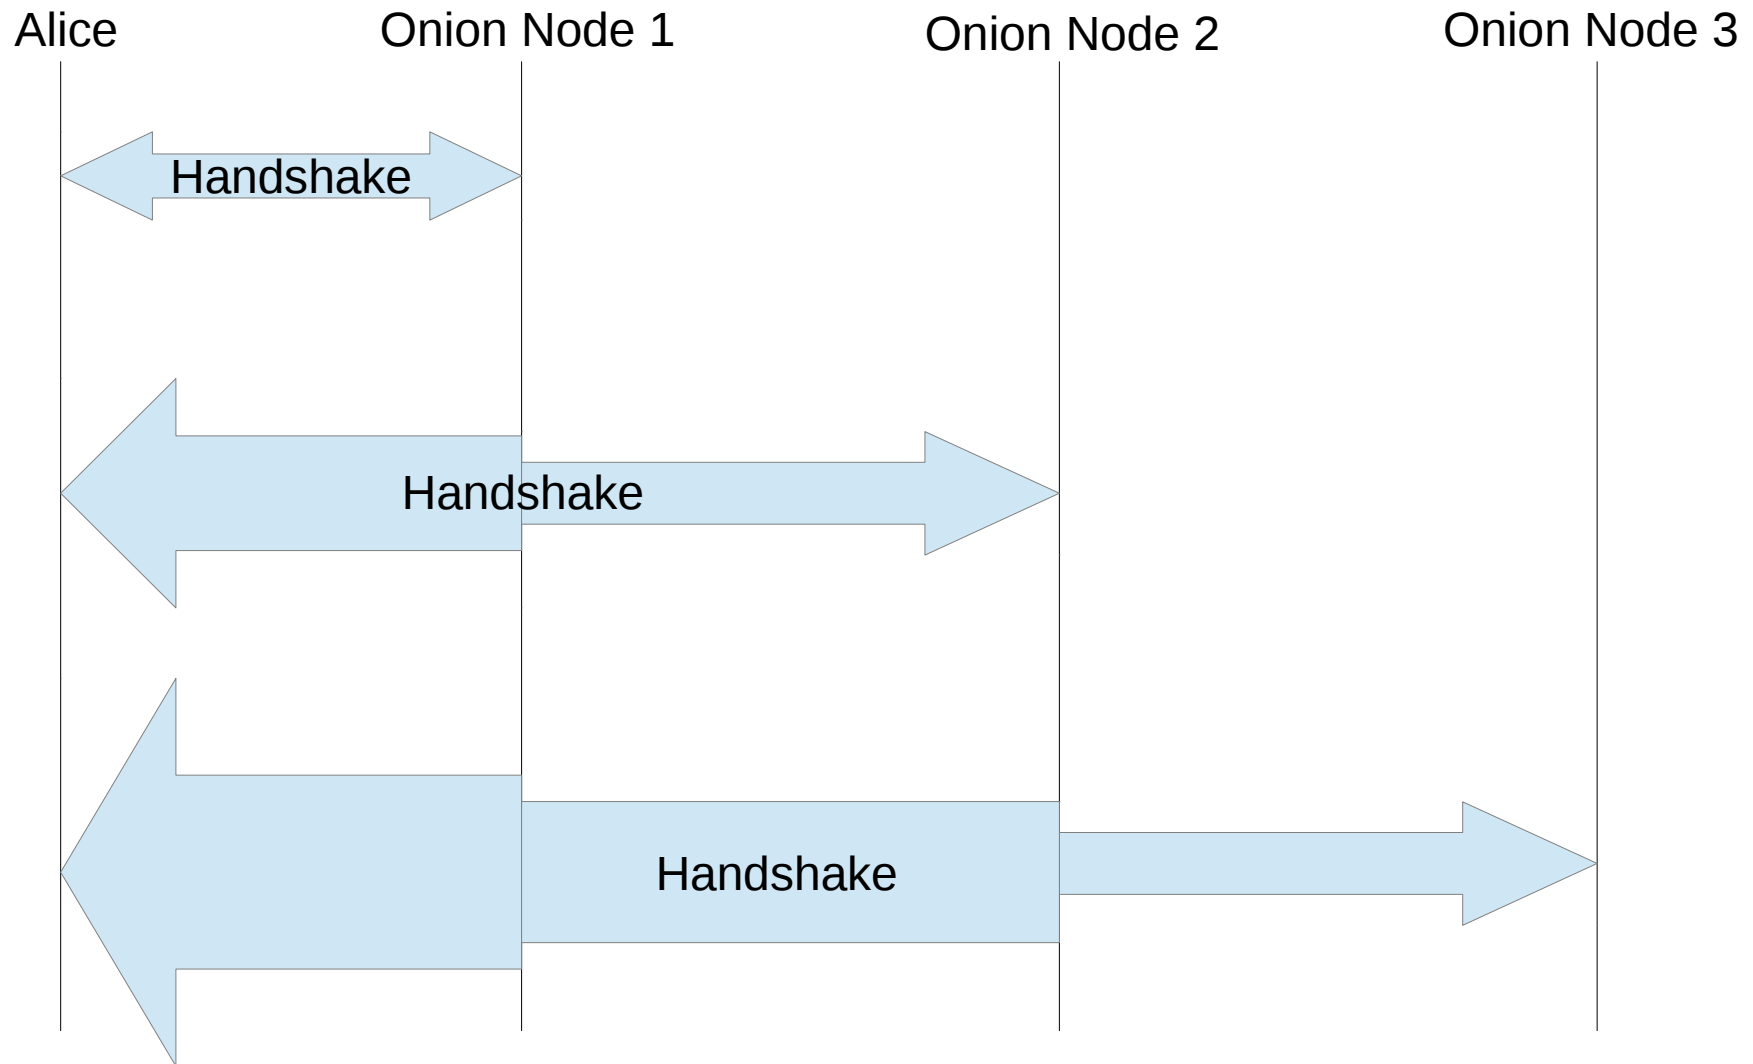 Alice
Onion Node 1
Onion Node 2
Onion Node 3
Handshake
Handshake
Handshake